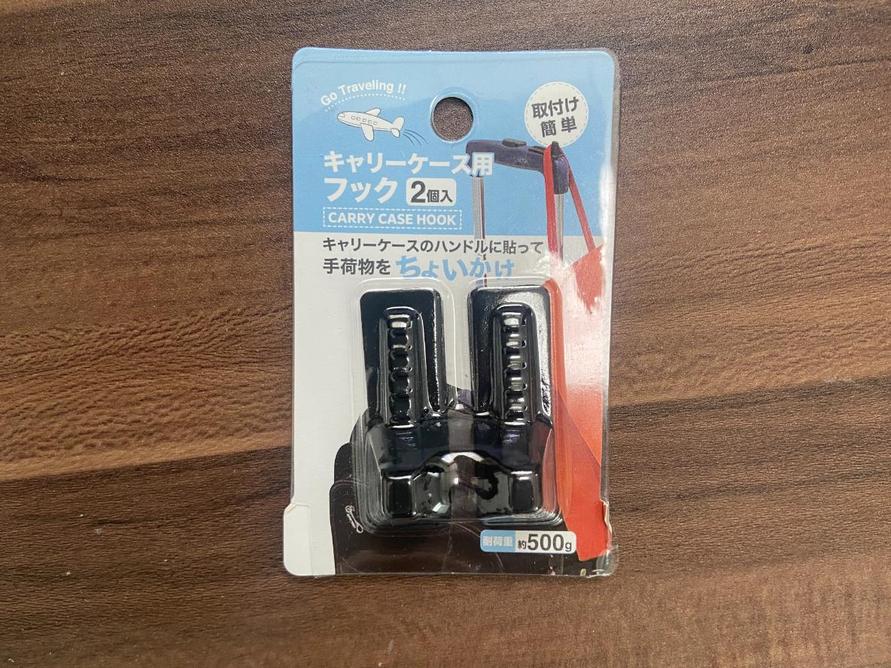 Go Traveling !!
取付け
簡単
キャリーケース用
フック 2個入
CARRY CASE HOOK
キャリーケースのハンドルに貼って
手荷物をちょいかけ
耐荷重 約500g